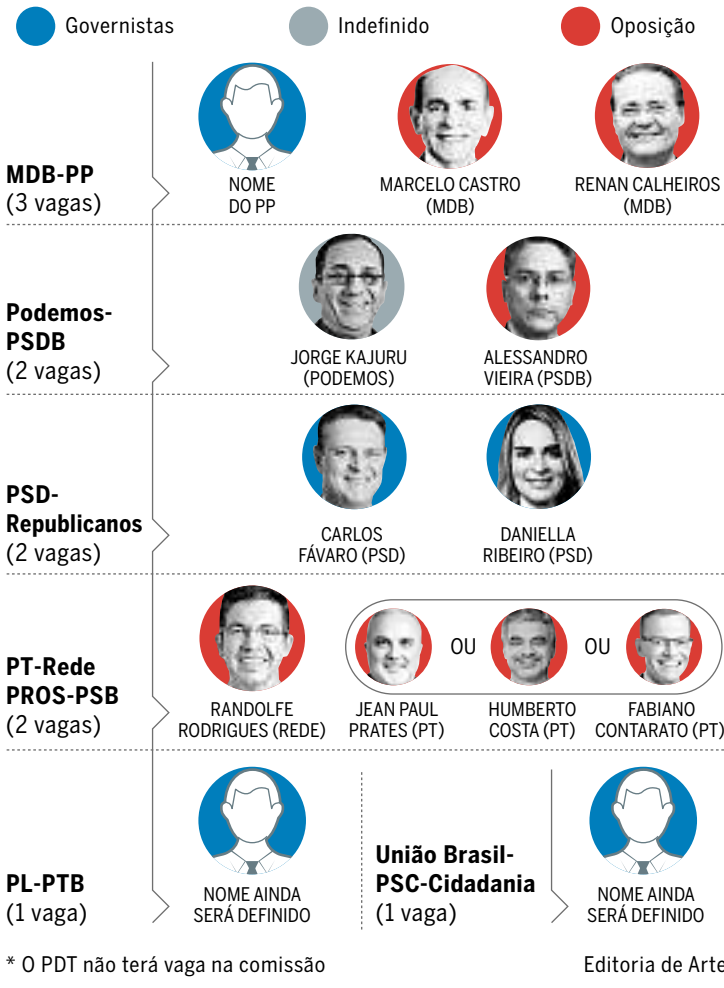 Governistas
Indefinido
Oposição
MDB-PP
(3 vagas)
NOME
DO PP
MARCELO CASTRO
(MDB)
RENAN CALHEIROS
(MDB)
Podemos-
PSDB
(2 vagas)
JORGE KAJURU
(PODEMOS)
ALESSANDRO
VIEIRA (PSDB)
PSD-
Republicanos
(2 vagas)
CARLOS
FÁVARO (PSD)
DANIELLA
RIBEIRO (PSD)
PT-Rede
PROS-PSB
(2 vagas)
RANDOLFE
RODRIGUES (REDE)
OU
OU
JEAN PAUL
PRATES (PT)
HUMBERTO
COSTA (PT)
FABIANO
CONTARATO (PT)
PL-PTB
(1 vaga)
NOME AINDA
SERÁ DEFINIDO
União Brasil-
PSC-Cidadania
(1 vaga)
NOME AINDA
SERÁ DEFINIDO
* O PDT não terá vaga na comissão
Editoria de Arte